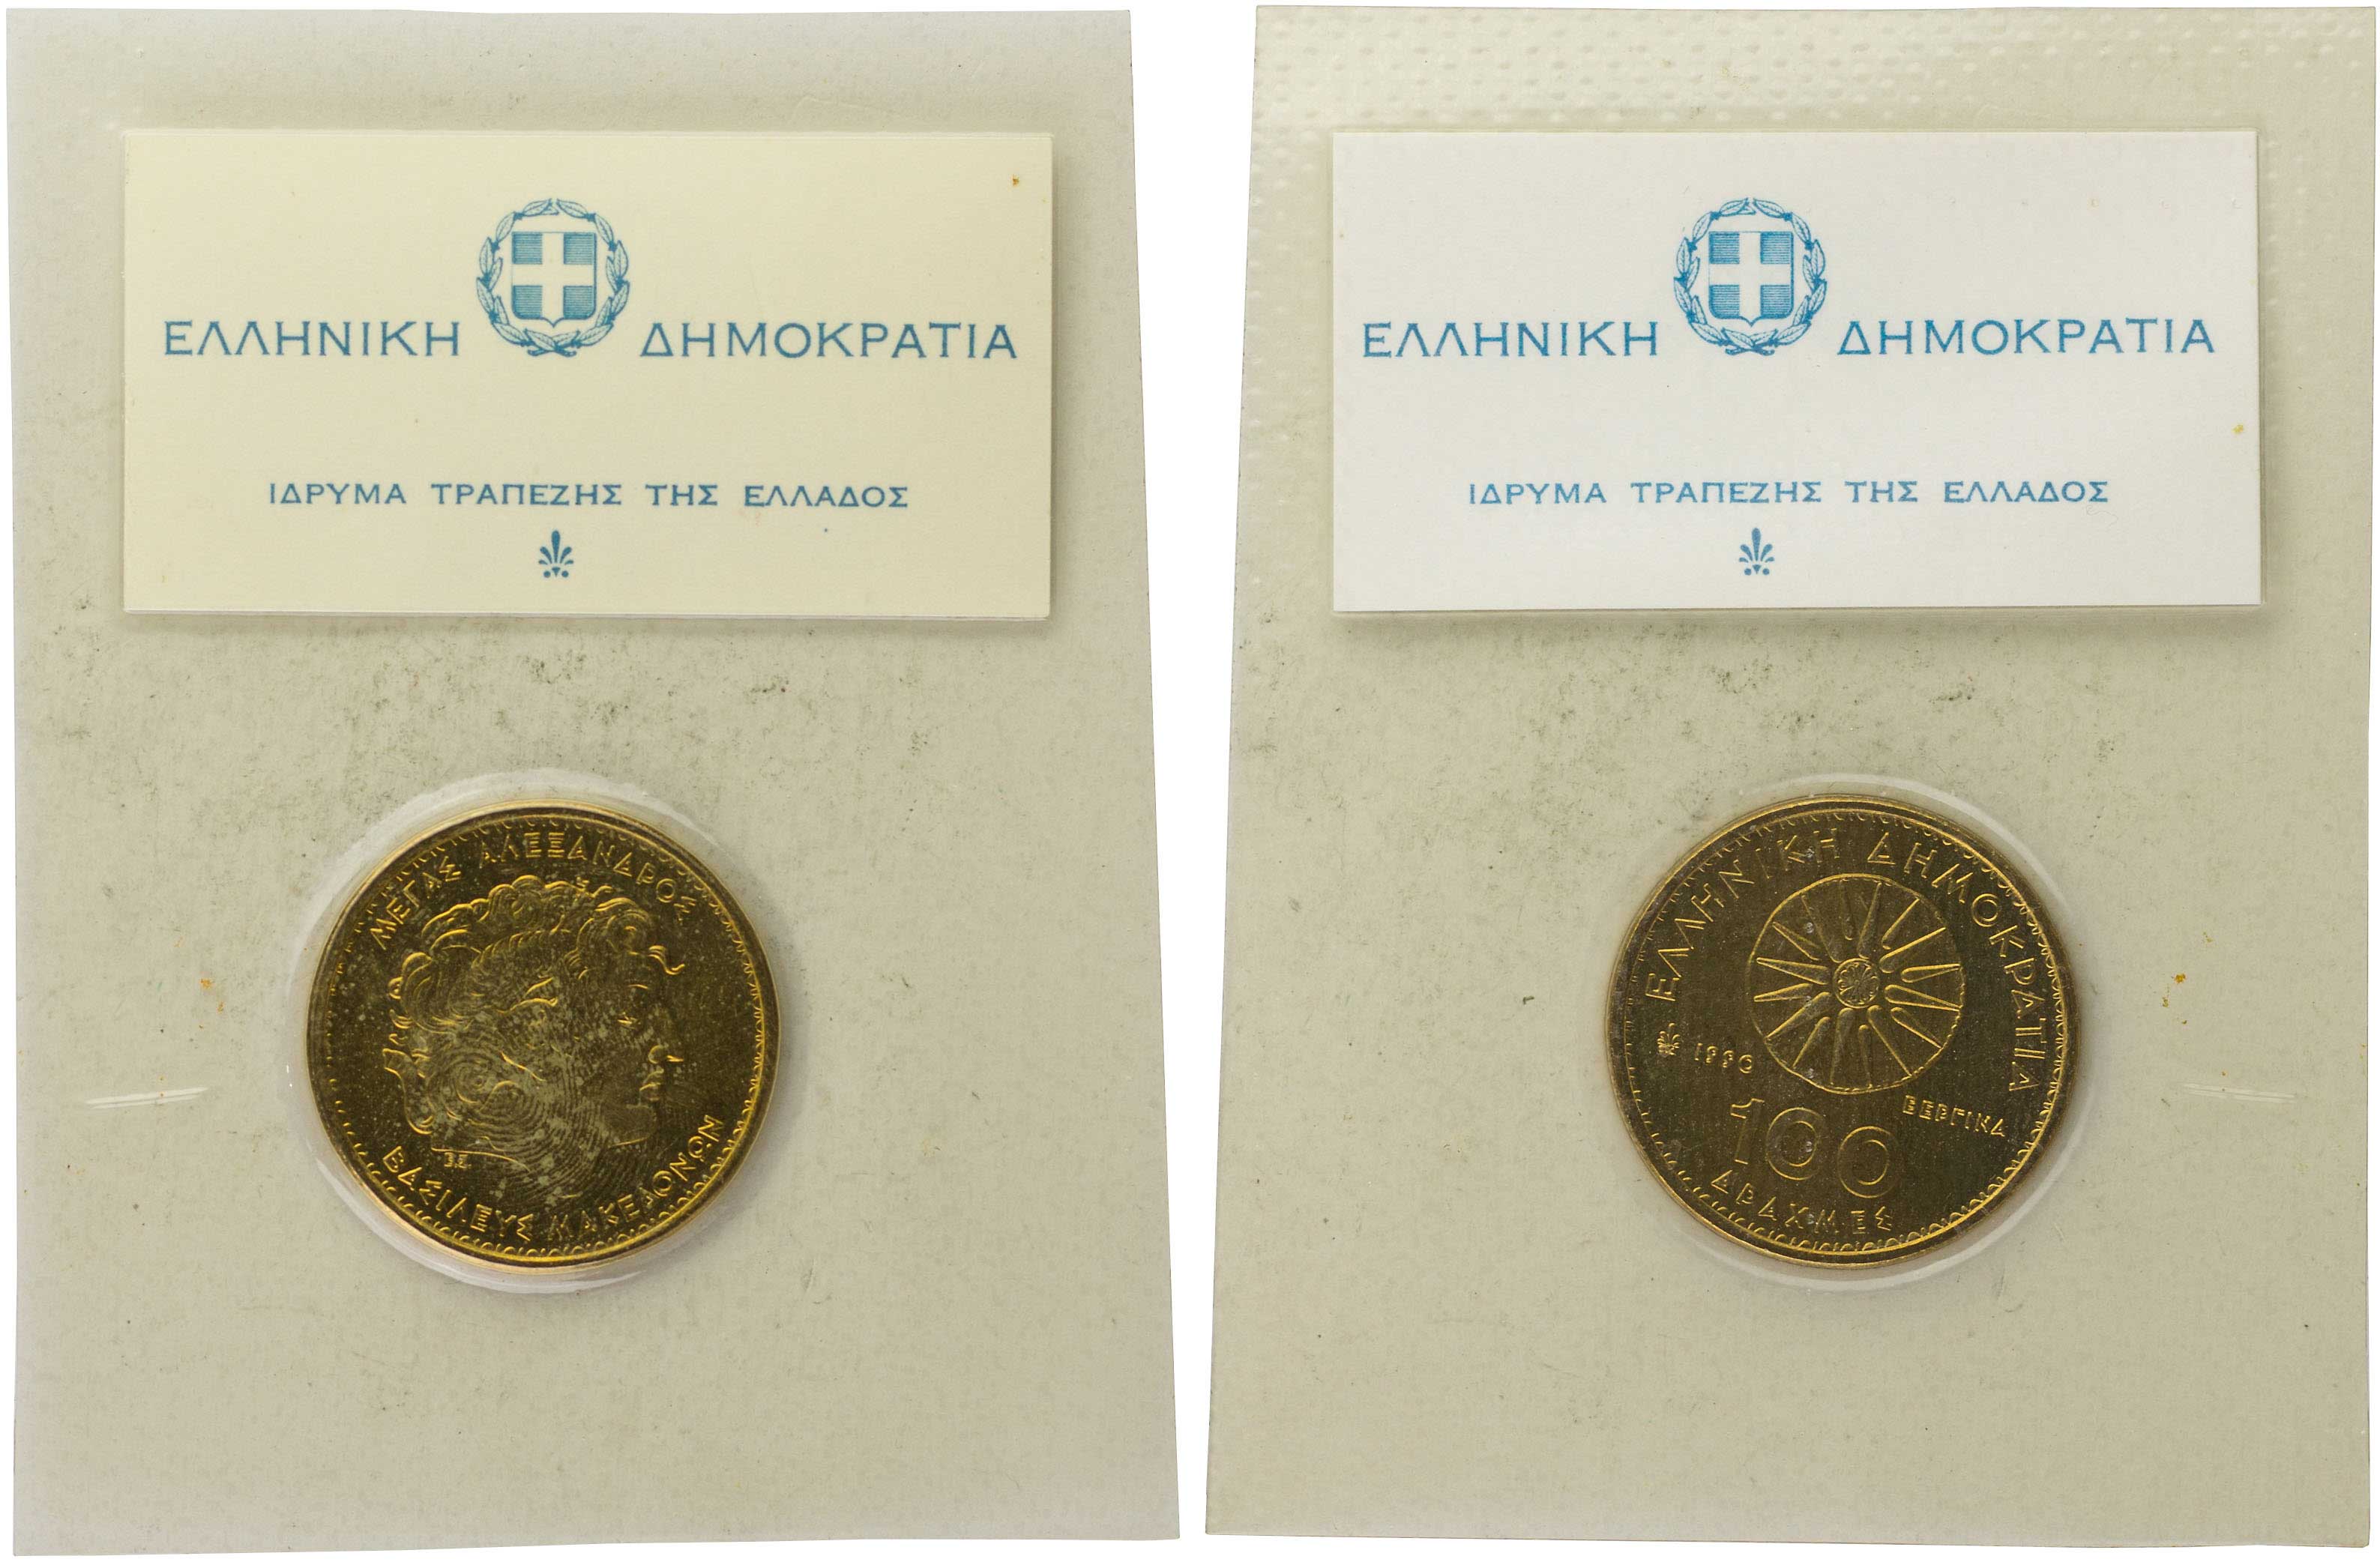 ΕΛΛΗΝΙΚΗ ΔΗΜΟΚΡΑΤΙΑ
ΙΔΡΥΜΑ ΤΡΑΠΕΖΗΣ ΤΗΣ ΕΛΛΑΔΟΣ
ΜΕΓΑΣ ΑΛΕΞΑΝΔΡΟΣ
ΒΑΣΙΛΕΥΣ ΜΑΚΕΔΟΝΩΝ
ΕΛΛΗΝΙΚΗ ΔΗΜΟΚΡΑΤΙΑ
ΙΔΡΥΜΑ ΤΡΑΠΕΖΗΣ ΤΗΣ ΕΛΛΑΔΟΣ
ΕΛΛΗΝΙΚΗ ΔΗΜΟΚΡΑΤΙΑ
1990
ΒΕΡΓΙΝΑ
100
ΔΡΑΧΜΕΣ